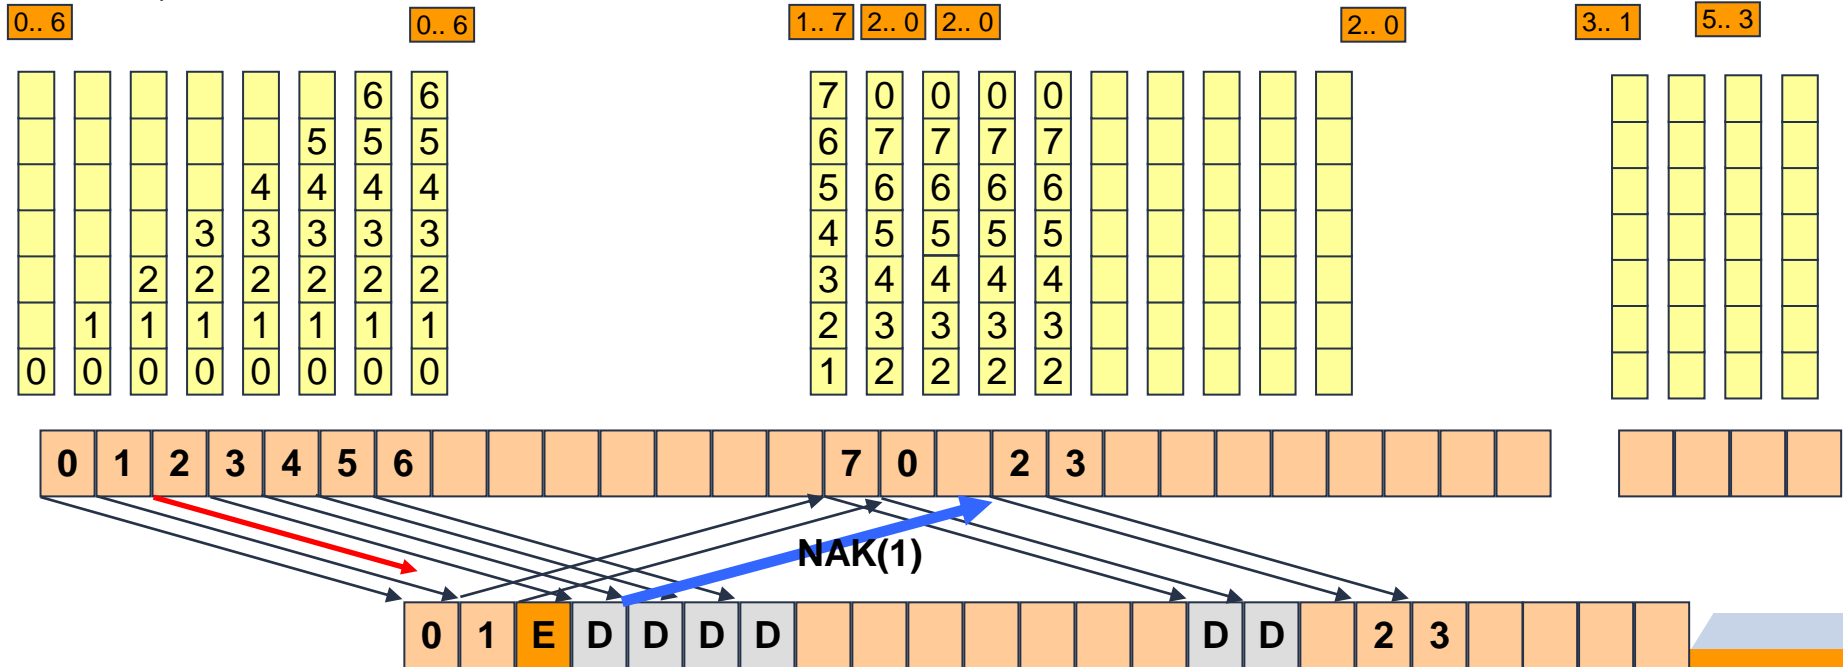 0.. 6 0.. 6 1.. 7 2.. 0 2.. 0 2.. 0 3.. 1 5.. 3
6 6 7 0 0 0 0
5 5 5 6 7 7 7 7
4 4 4 4 5 6 6 6 6
3 3 3 3 3 4 5 5 5 5
2 2 2 2 2 2 3 4 4 4 4
1 1 1 1 1 1 1 2 3 3 3 3
0 0 0 0 0 0 0 0 1 2 2 2 2
0 1 2 3 4 5 6 7 0 2 3
NAK(1)
0 1 E D D D D D D 2 3